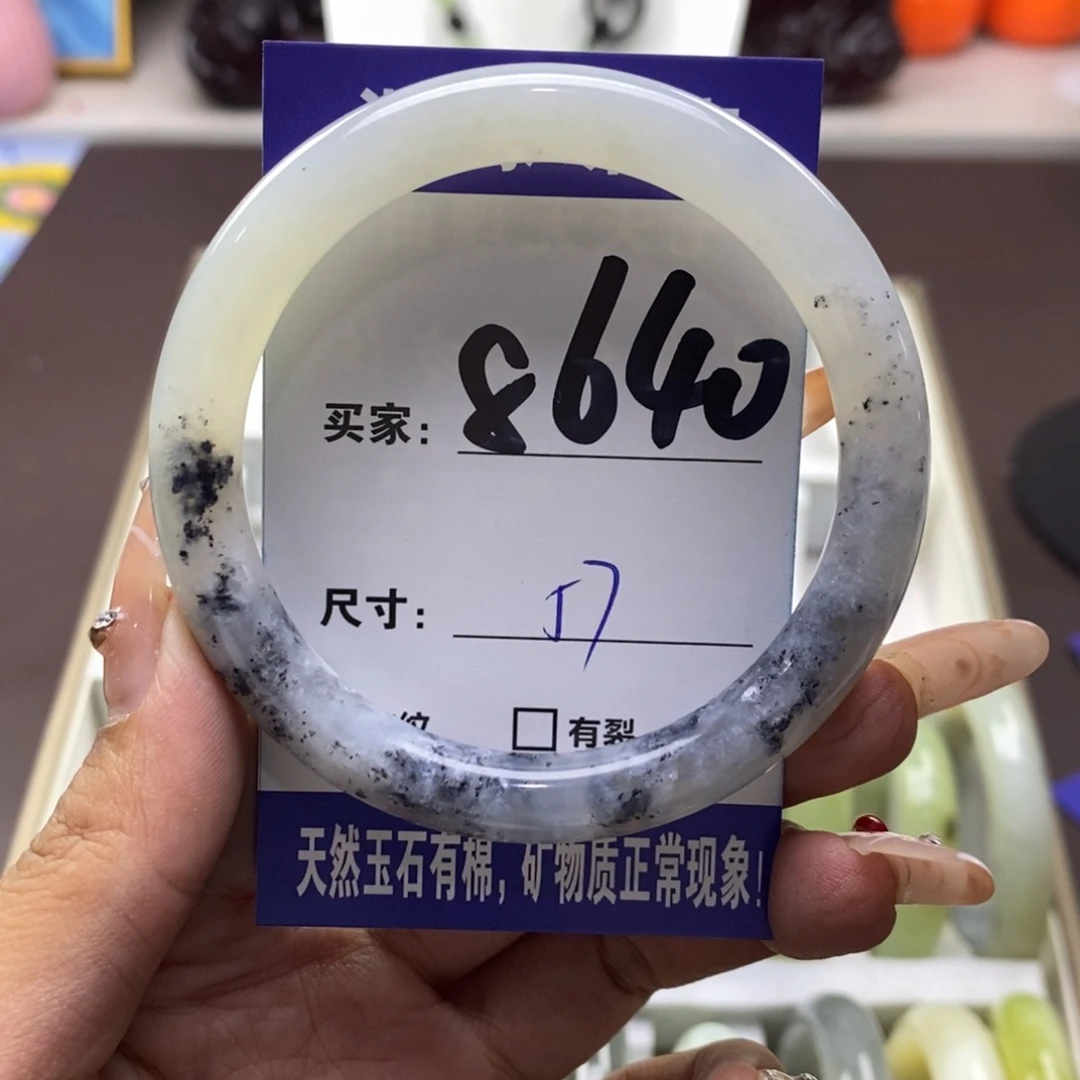 买家: 8640
尺寸: 57
纹 □ 有裂
天然玉石有棉,矿物质正常现象!